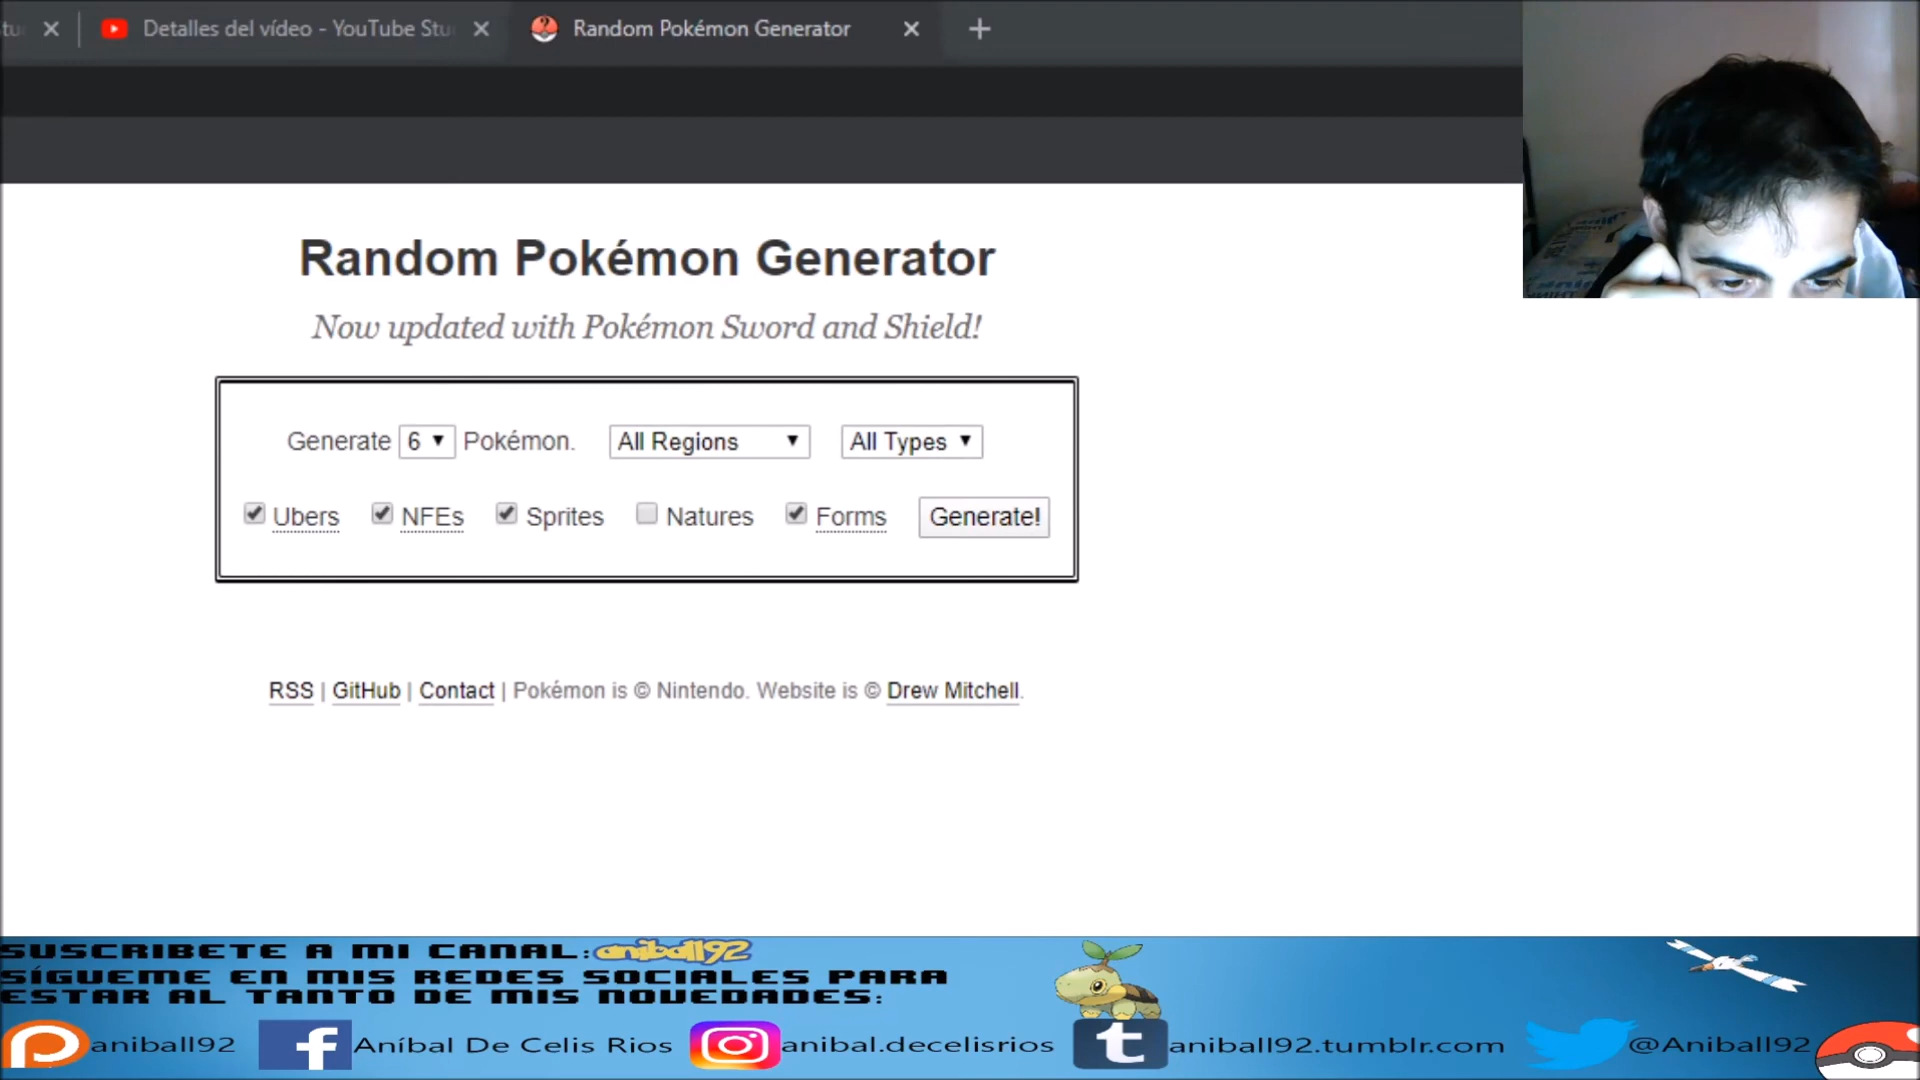 Detalles del vídeo - YouTube Stu
Random Pokémon Generator
Random Pokémon Generator
Now updated with Pokémon Sword and Shield!
Generate 6 Pokémon. All Regions All Types
Ubers NFEs Sprites Natures Forms Generate!
RSS | GitHub | Contact | Pokémon is © Nintendo. Website is © Drew Mitchell.
SUSCRIBETE A MI CANAL: aniball92
SÍGUEME EN MIS REDES SOCIALES PARA
ESTAR AL TANTO DE MIS NOVEDADES:
aniball92 Aníbal De Celis Rios anibal.decelisrios aniball92.tumblr.com @Aniball92